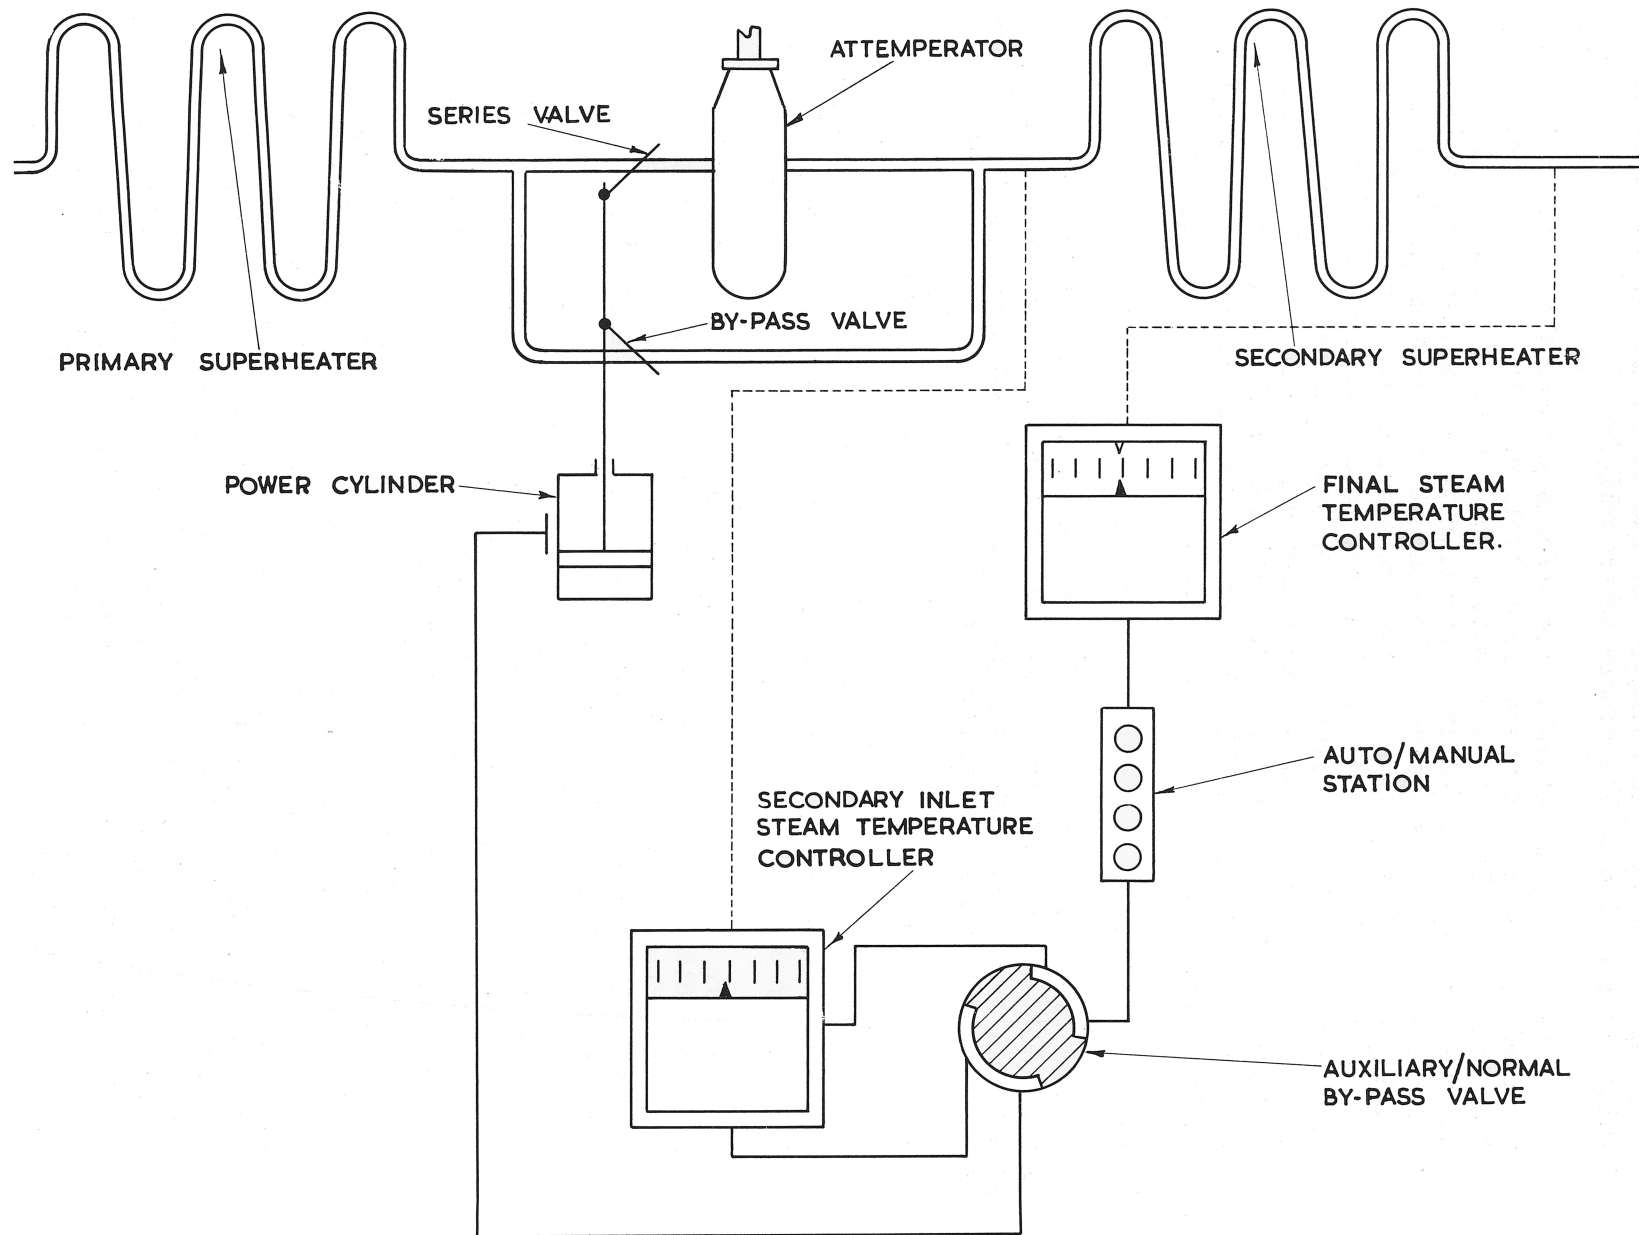 ATTEMPERATOR
SERIES VALVE
BY-PASS VALVE
PRIMARY SUPERHEATER
SECONDARY SUPERHEATER
POWER CYLINDER
FINAL STEAM
TEMPERATURE
CONTROLLER.
AUTO/MANUAL
STATION
SECONDARY INLET
STEAM TEMPERATURE
CONTROLLER
AUXILIARY/NORMAL
BY-PASS VALVE